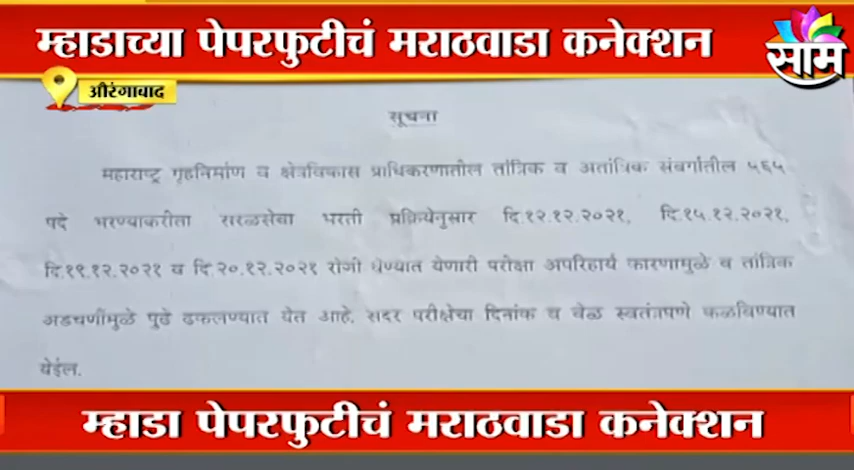 म्हाडाच्या पेपरफुटीचं मराठवाडा कनेक्शन
साम
औरंगाबाद
सूचना
महाराष्ट्र गृहनिर्माण व क्षेत्रविकास प्राधिकरणातील तांत्रिक व अतांत्रिक संवर्गातील ५६५
पदे भरण्याकरीता सरळसेवा भरती प्रक्रियेनुसार दि.१२.१२.२०२१, दि.१५.१२.२०२१,
दि.१९.१२.२०२१ व दि.२०.१२.२०२१ रोजी घेण्यात येणारी परीक्षा अपरिहार्य कारणामुळे व तांत्रिक
अडचणींमुळे पुढे ढकलण्यात येत आहे. सदर परीक्षेचा दिनांक व वेळ स्वतंत्रपणे कळविण्यात
येईल.
म्हाडा पेपरफुटीचं मराठवाडा कनेक्शन